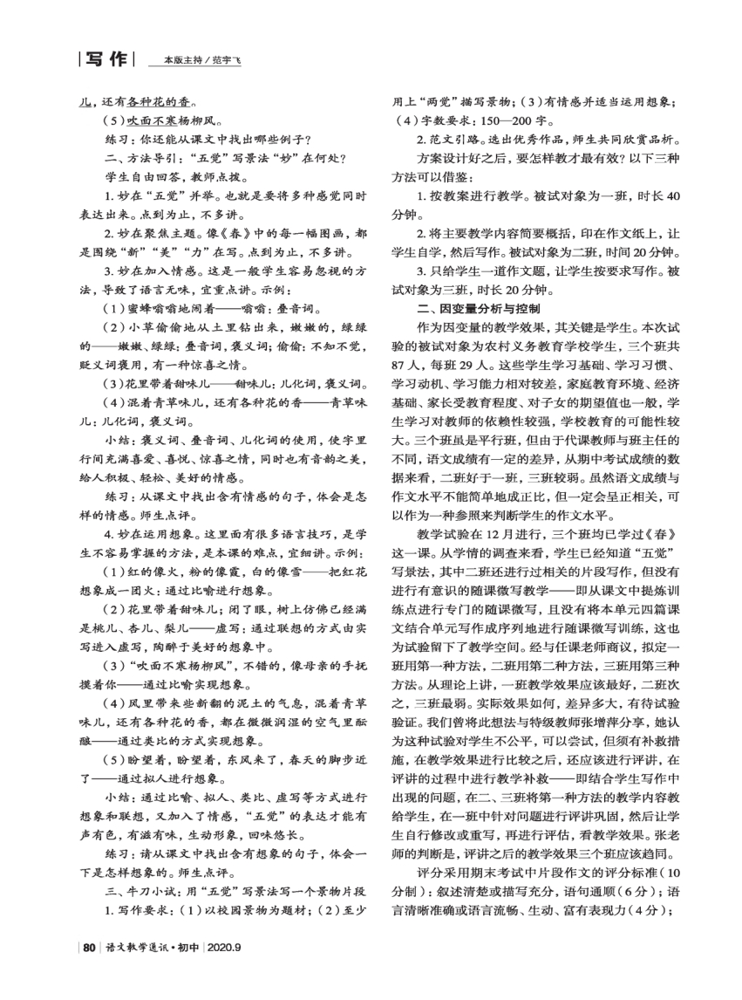 写作
本版主持/范宇飞
儿，还有各种花的香。
（5）吹面不寒杨柳风。
练习：你还能从课文中找出哪些例子？
二、方法导引：“五觉”写景法“妙”在何处？
学生自由回答，教师点拨。
1.妙在“五觉”并举。也就是要将多种感觉同时
表达出来。点到为止，不多讲。
2.妙在聚焦主题。像《春》中的每一幅图画，都
是围绕“新”“美”“力”在写。点到为止，不多讲。
3.妙在加入情感。这是一般学生容易忽视的方
法，导致了语言无味，宜重点讲。示例：
（1）蜜蜂嗡嗡地闹着——嗡嗡：叠音词。
（2）小草偷偷地从土里钻出来，嫩嫩的，绿绿
的——嫩嫩、绿绿：叠音词，褒义词；偷偷：不知不觉，
贬义词褒用，有一种惊喜之情。
（3）花里带着甜味儿——甜味儿：儿化词，褒义词。
（4）混着青草味儿，还有各种花的香——青草味
儿：儿化词，褒义词。
小结：褒义词、叠音词、儿化词的使用，使字里
行间充满喜爱、喜悦、惊喜之情，同时也有音韵之美，
给人积极、轻松、美好的情感。
练习：从课文中找出含有情感的句子，体会是怎
样的情感。师生点评。
4.妙在运用想象。这里面有很多语言技巧，是学
生不容易掌握的方法，是本课的难点，宜细讲。示例：
（1）红的像火，粉的像霞，白的像雪——把红花
想象成一团火：通过比喻进行想象。
（2）花里带着甜味儿；闭了眼，树上仿佛已经满
是桃儿、杏儿、梨儿——虚写：通过联想的方式由实
写进入虚写，陶醉于美好的想象中。
（3）“吹面不寒杨柳风”，不错的，像母亲的手抚
摸着你——通过比喻实现想象。
（4）风里带来些新翻的泥土的气息，混着青草
味儿，还有各种花的香，都在微微润湿的空气里酝
酿——通过类比的方式实现想象。
（5）盼望着，盼望着，东风来了，春天的脚步近
了——通过拟人进行想象。
小结：通过比喻、拟人、类比、虚写等方式进行
想象和联想，又加入了情感，“五觉”的表达才能有
声有色，有滋有味，生动形象，回味悠长。
练习：请从课文中找出含有想象的句子，体会一
下是怎样想象的。师生点评。
三、牛刀小试：用“五觉”写景法写一个景物片段
1.写作要求：（1）以校园景物为题材；（2）至少
用上“两觉”描写景物；（3）有情感并适当运用想象；
（4）字数要求：150—200字。
2.范文引路。选出优秀作品，师生共同欣赏品析。
方案设计好之后，要怎样教才最有效？以下三种
方法可以借鉴：
1.按教案进行教学。被试对象为一班，时长40
分钟。
2.将主要教学内容简要概括，印在作文纸上，让
学生自学，然后写作。被试对象为二班，时间20分钟。
3.只给学生一道作文题，让学生按要求写作。被
试对象为三班，时长20分钟。
二、因变量分析与控制
作为因变量的教学效果，其关键是学生。本次试
验的被试对象为农村义务教育学校学生，三个班共
87人，每班29人。这些学生学习基础、学习习惯、
学习动机、学习能力相对较差，家庭教育环境、经济
基础、家长受教育程度、对子女的期望值也一般，学
生学习对教师的依赖性较强，学校教育的可能性较
大。三个班虽是平行班，但由于代课教师与班主任的
不同，语文成绩有一定的差异，从期中考试成绩的数
据来看，二班好于一班，三班较弱。虽然语文成绩与
作文水平不能简单地成正比，但一定会呈正相关，可
以作为一种参照来判断学生的作文水平。
教学试验在12月进行，三个班均已学过《春》
这一课。从学情的调查来看，学生已经知道“五觉”
写景法，其中二班还进行过相关的片段写作，但没有
进行有意识的随课微写教学——即从课文中提炼训
练点进行专门的随课微写，且没有将本单元四篇课
文结合单元写作成序列地进行随课微写训练，这也
为试验留下了教学空间。经与任课老师商议，拟定一
班用第一种方法，二班用第二种方法，三班用第三种
方法。从理论上讲，一班教学效果应该最好，二班次
之，三班最弱。实际效果如何，差异多大，有待试验
验证。我们曾将此想法与特级教师张增萍分享，她认
为这种试验对学生不公平，可以尝试，但须有补救措
施，在教学效果进行比较之后，还应该进行评讲，在
评讲的过程中进行教学补救——即结合学生写作中
出现的问题，在二、三班将第一种方法的教学内容教
给学生，在一班中针对问题进行评讲巩固，然后让学
生自行修改或重写，再进行评估，看教学效果。张老
师的判断是，评讲之后的教学效果三个班应该趋同。
评分采用期末考试中片段作文的评分标准（10
分制）：叙述清楚或描写充分，语句通顺（6分）；语
言清晰准确或语言流畅、生动、富有表现力（4分）；
80 语文教学通讯·初中 2020.9